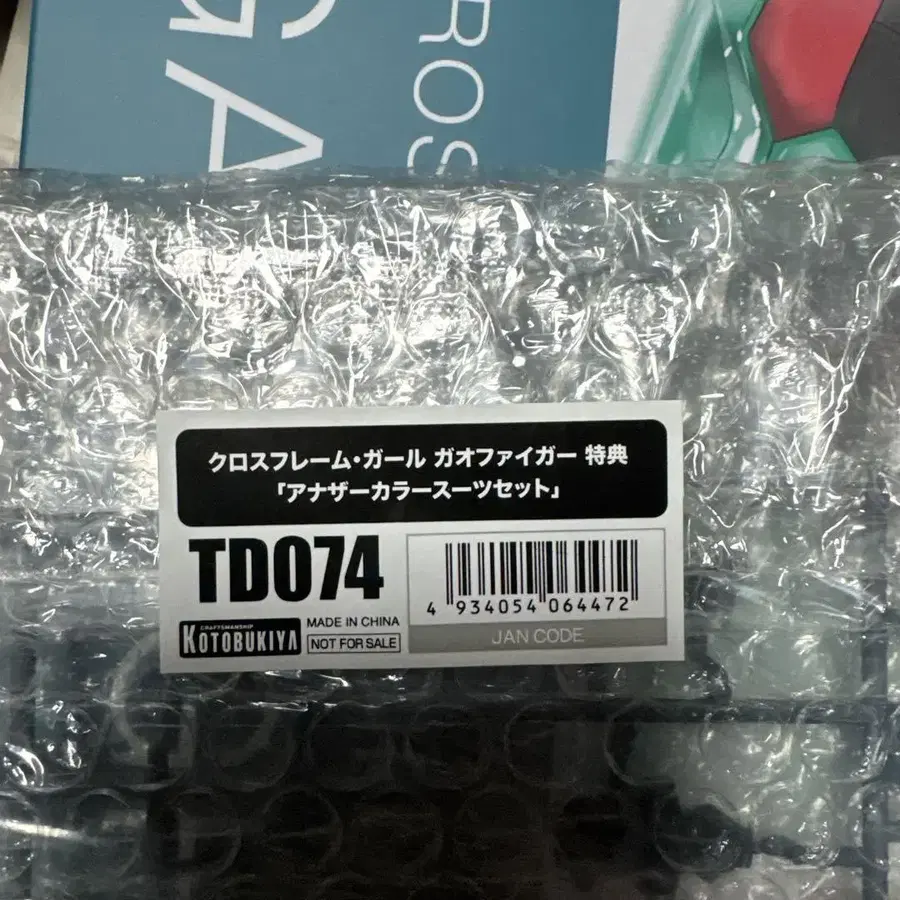 GA
ROS
クロスフレーム・ガール ガオファイガー 特典
「アナザーカラースーツセット」
TD074
CRAFTSMANSHIP
KOTOBUKIYA
MADE IN CHINA
NOT FOR SALE
4 934054 064472
JAN CODE